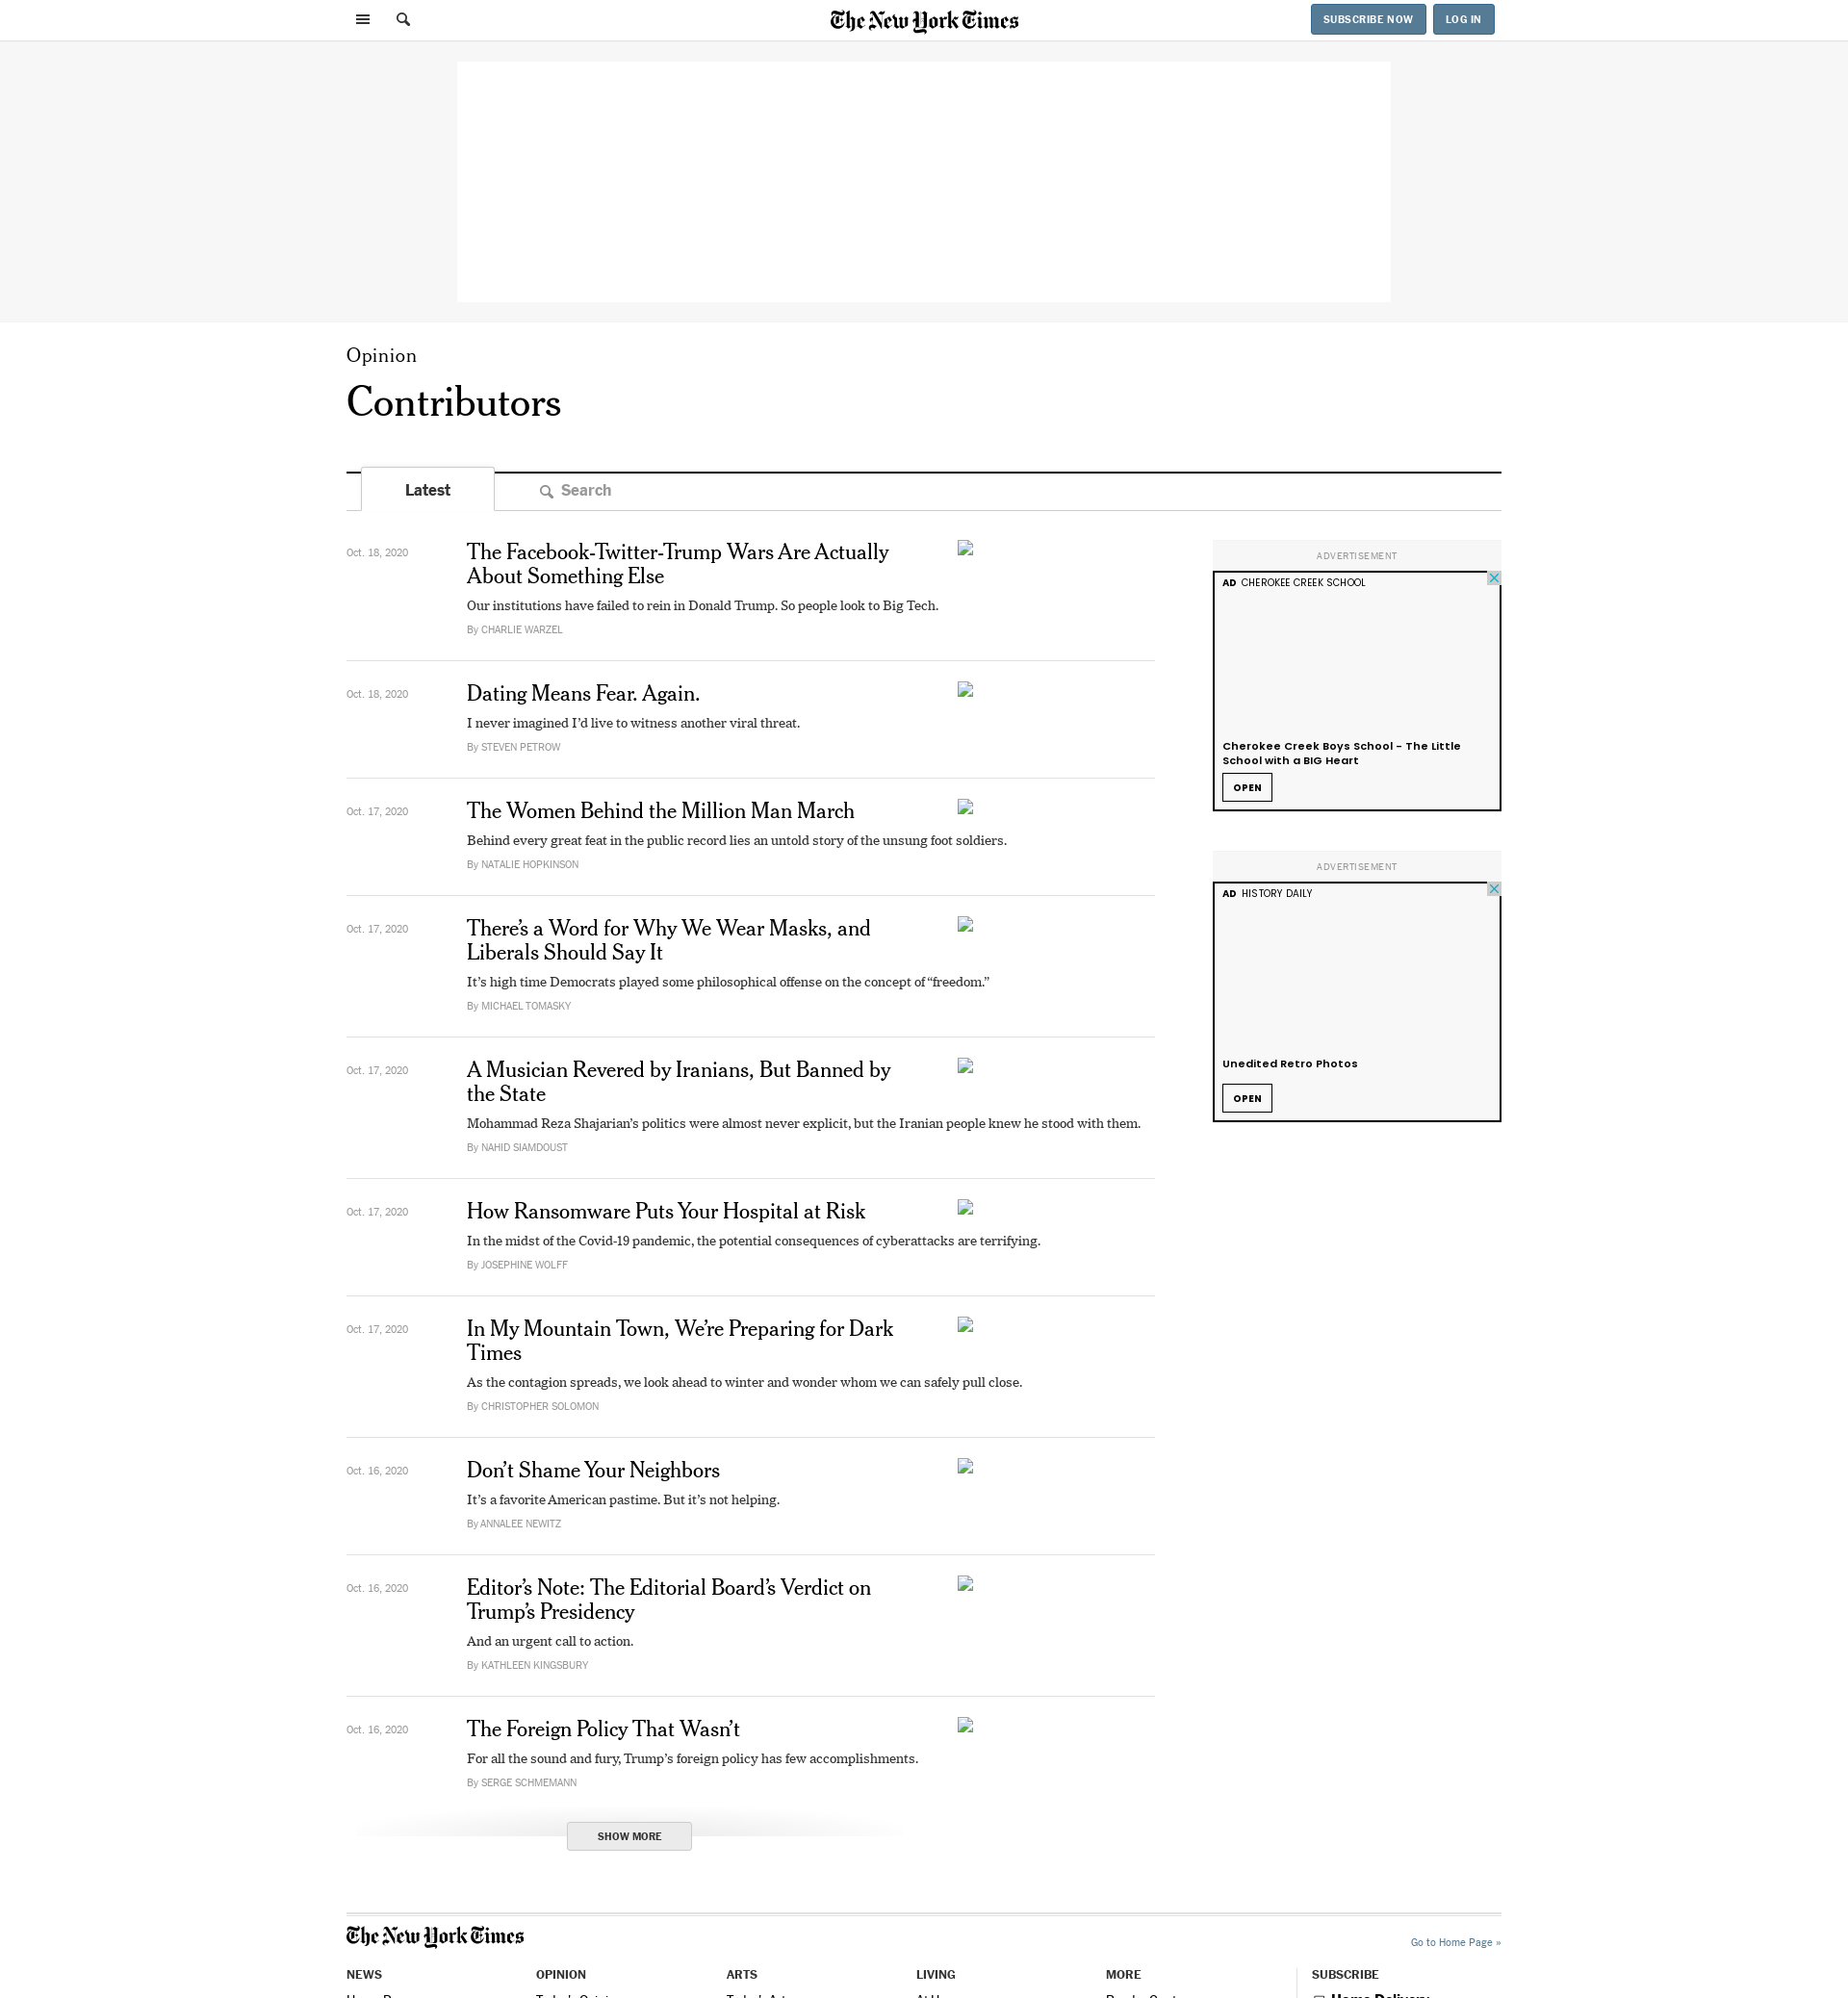 The New York Times
SUBSCRIBE NOW
LOG IN
Opinion
Contributors
Latest
Search
Oct. 18, 2020
The Facebook-Twitter-Trump Wars Are Actually
About Something Else
Our institutions have failed to rein in Donald Trump. So people look to Big Tech.
By CHARLIE WARZEL
Oct. 18, 2020
Dating Means Fear. Again.
I never imagined I’d live to witness another viral threat.
By STEVEN PETROW
Oct. 17, 2020
The Women Behind the Million Man March
Behind every great feat in the public record lies an untold story of the unsung foot soldiers.
By NATALIE HOPKINSON
Oct. 17, 2020
There’s a Word for Why We Wear Masks, and
Liberals Should Say It
It’s high time Democrats played some philosophical offense on the concept of “freedom.”
By MICHAEL TOMASKY
Oct. 17, 2020
A Musician Revered by Iranians, But Banned by
the State
Mohammad Reza Shajarian’s politics were almost never explicit, but the Iranian people knew he stood with them.
By NAHID SIAMDOUST
Oct. 17, 2020
How Ransomware Puts Your Hospital at Risk
In the midst of the Covid-19 pandemic, the potential consequences of cyberattacks are terrifying.
By JOSEPHINE WOLFF
Oct. 17, 2020
In My Mountain Town, We’re Preparing for Dark
Times
As the contagion spreads, we look ahead to winter and wonder whom we can safely pull close.
By CHRISTOPHER SOLOMON
Oct. 16, 2020
Don’t Shame Your Neighbors
It’s a favorite American pastime. But it’s not helping.
By ANNALEE NEWITZ
Oct. 16, 2020
Editor’s Note: The Editorial Board’s Verdict on
Trump’s Presidency
And an urgent call to action.
By KATHLEEN KINGSBURY
Oct. 16, 2020
The Foreign Policy That Wasn’t
For all the sound and fury, Trump’s foreign policy has few accomplishments.
By SERGE SCHMEMANN
SHOW MORE
ADVERTISEMENT
AD CHEROKEE CREEK SCHOOL
Cherokee Creek Boys School - The Little
School with a BIG Heart
OPEN
ADVERTISEMENT
AD HISTORY DAILY
Unedited Retro Photos
OPEN
The New York Times
Go to Home Page »
NEWS
OPINION
ARTS
LIVING
MORE
SUBSCRIBE